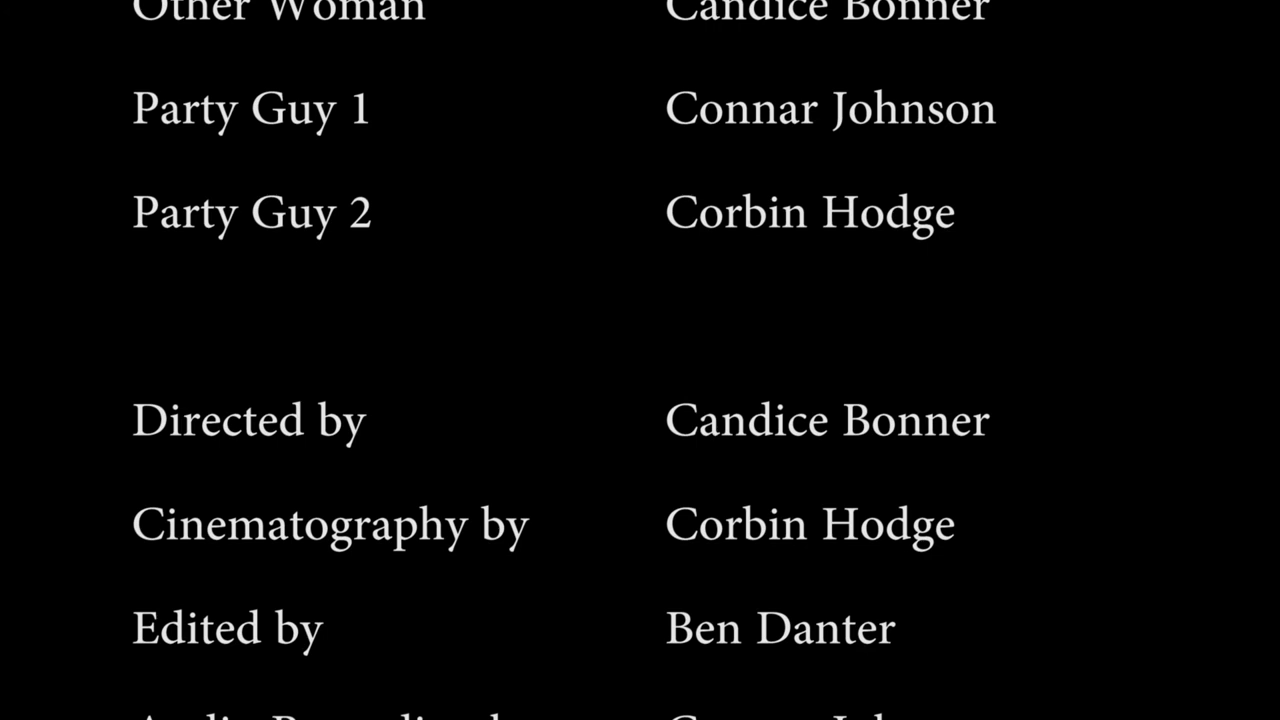 Other Woman Candice Bonner
Party Guy 1 Connar Johnson
Party Guy 2 Corbin Hodge
Directed by Candice Bonner
Cinematography by Corbin Hodge
Edited by Ben Danter